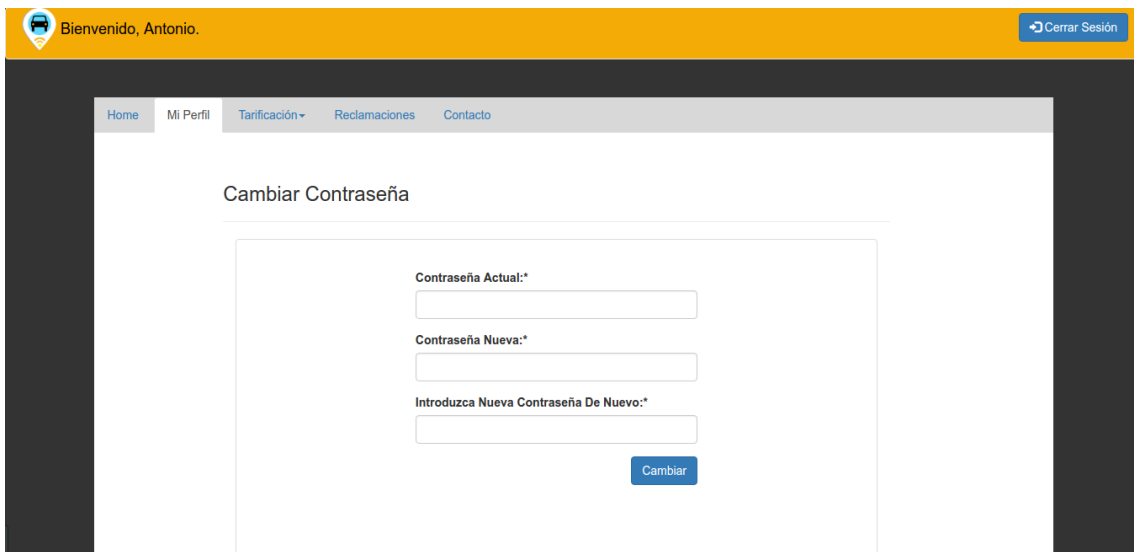 Bienvenido, Antonio.
Cerrar Sesión
Home Mi Perfil Tarificación Reclamaciones Contacto
Cambiar Contraseña
Contraseña Actual:*
Contraseña Nueva:*
Introduzca Nueva Contraseña De Nuevo:*
Cambiar